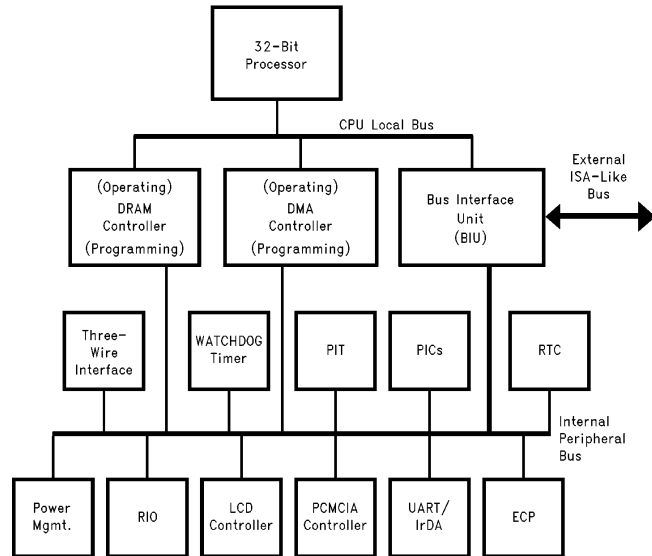 32-Bit
Processor
CPU Local Bus
(Operating)
DRAM
Controller
(Programming)
(Operating)
DMA
Controller
(Programming)
Bus Interface
Unit
(BIU)
External
ISA-Like
Bus
Three-
Wire
Interface
WATCHDOG
Timer
PIT
PICs
RTC
Internal
Peripheral
Bus
Power
Mgmt.
RIO
LCD
Controller
PCMCIA
Controller
UART/
IrDA
ECP